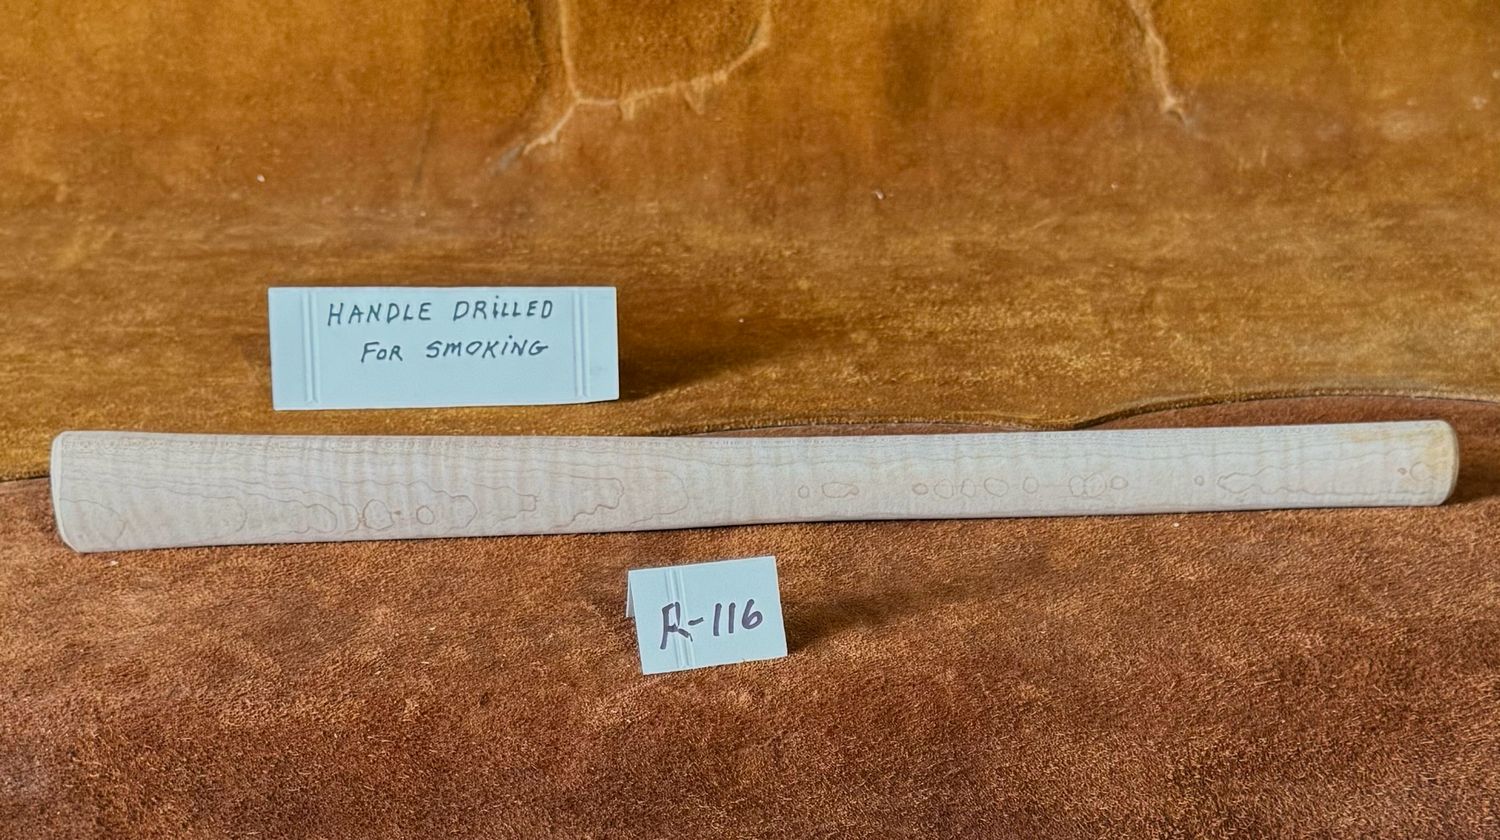 HANDLE DRiLLED
FOR SMOKiNG
R-116